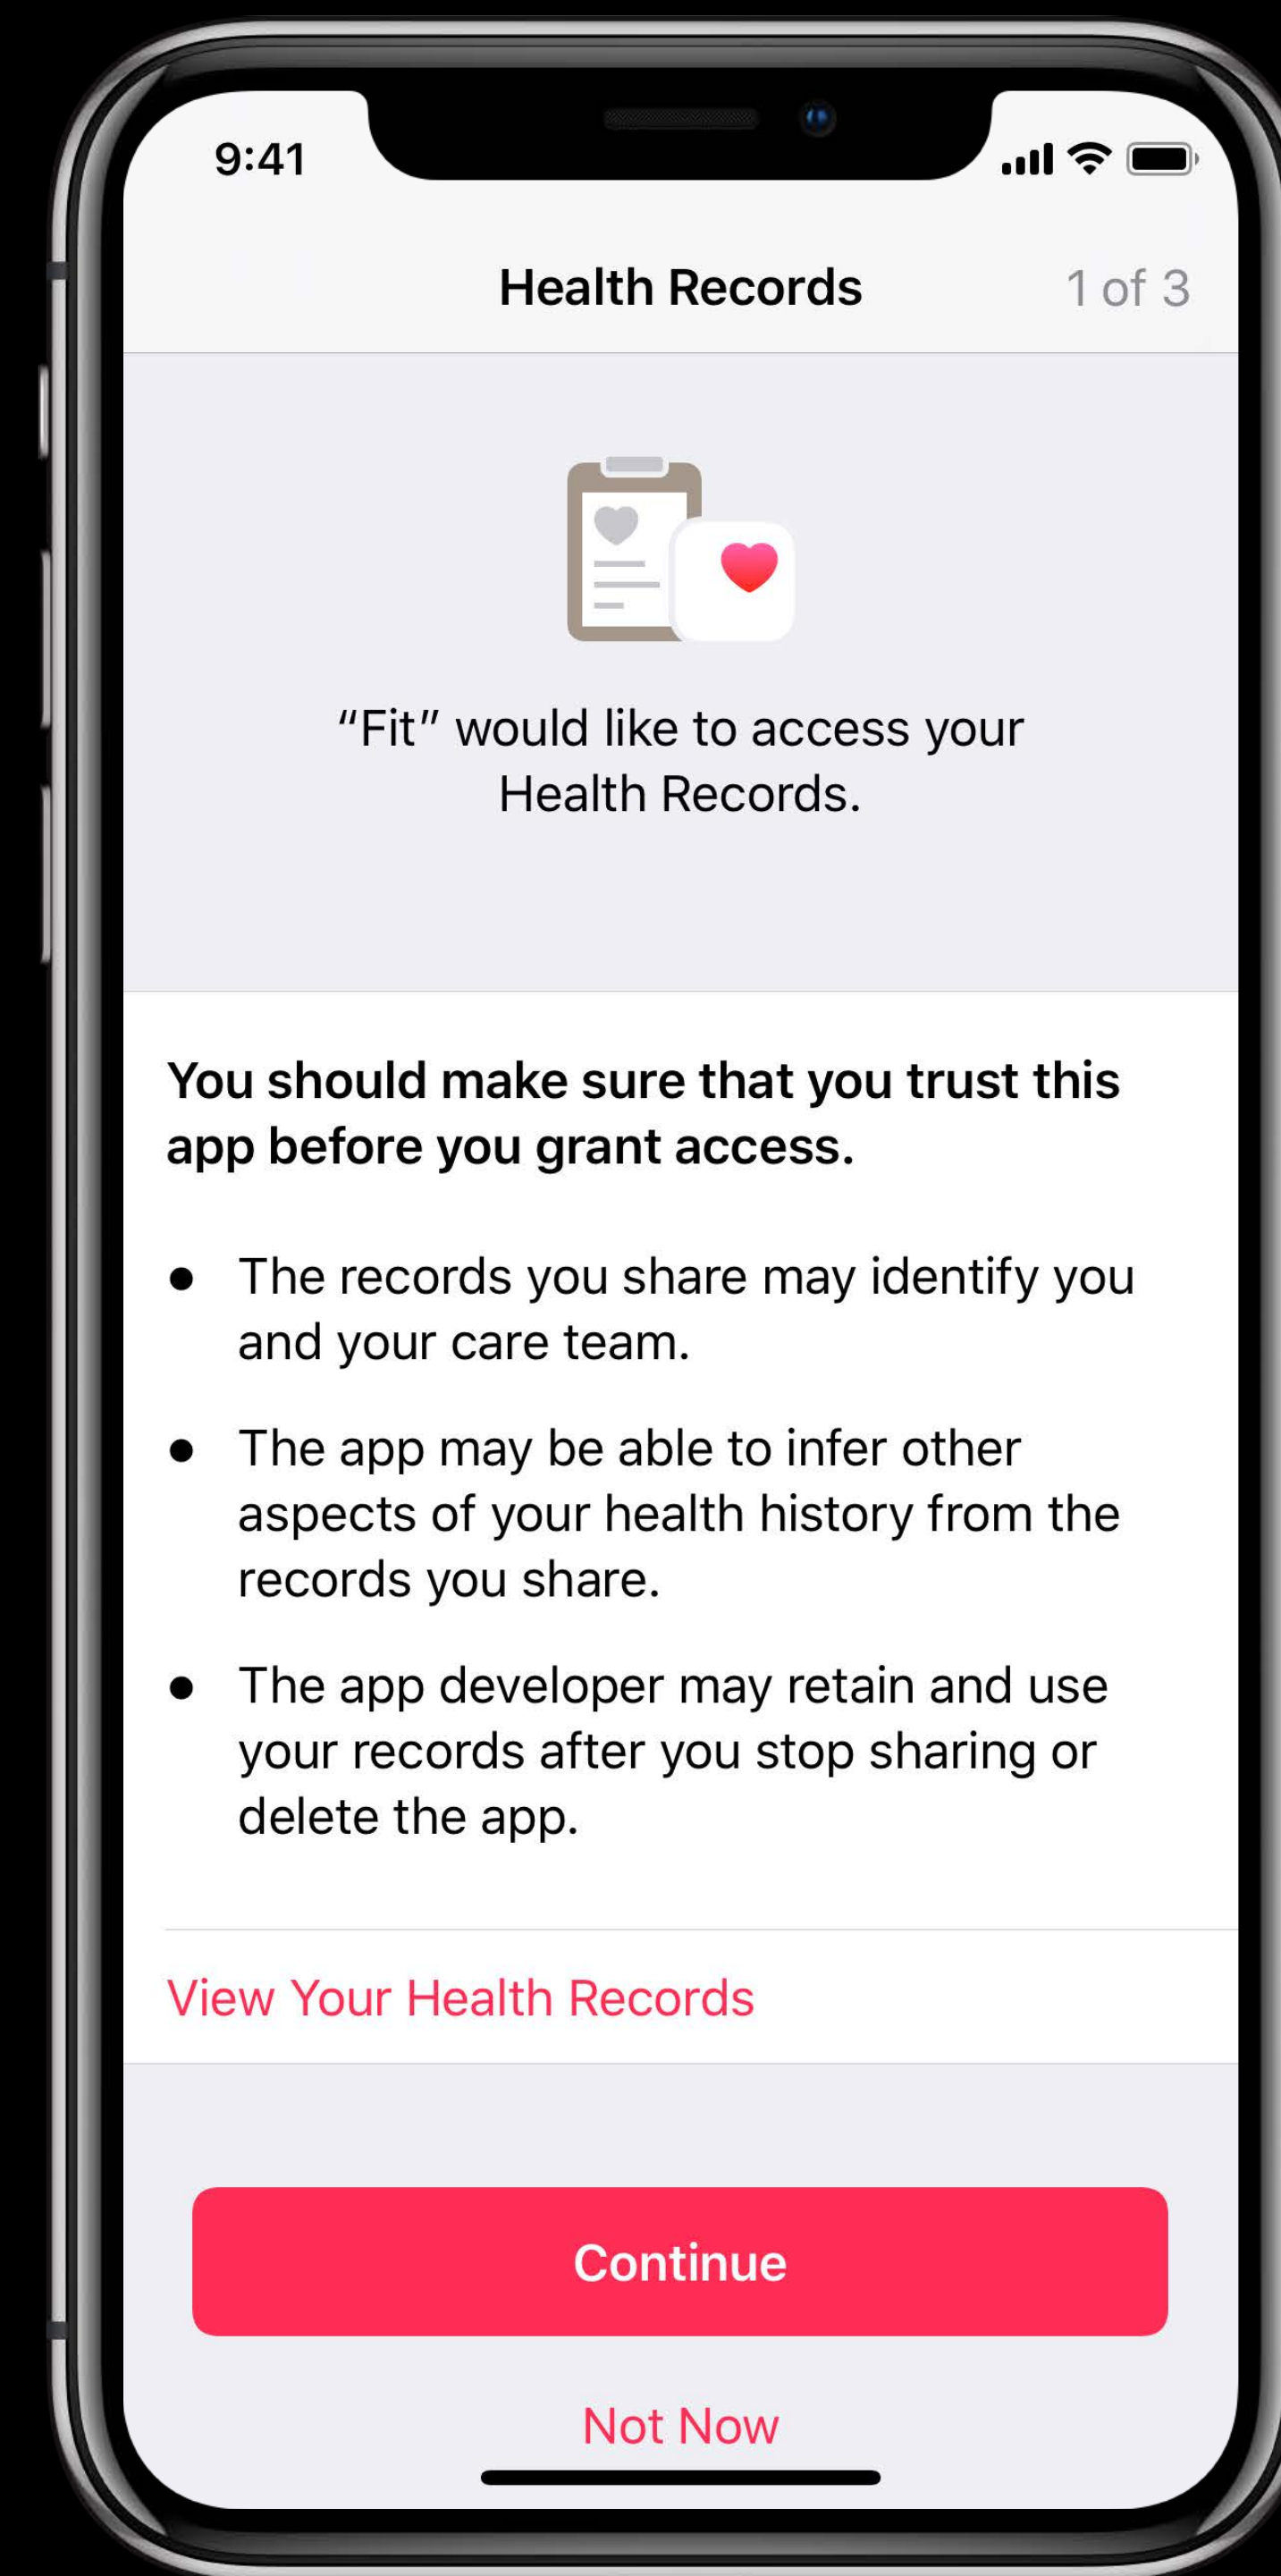 9:41
Health Records
1 of 3
“Fit” would like to access your
Health Records.
You should make sure that you trust this
app before you grant access.
● The records you share may identify you
and your care team.
● The app may be able to infer other
aspects of your health history from the
records you share.
● The app developer may retain and use
your records after you stop sharing or
delete the app.
View Your Health Records
Continue
Not Now